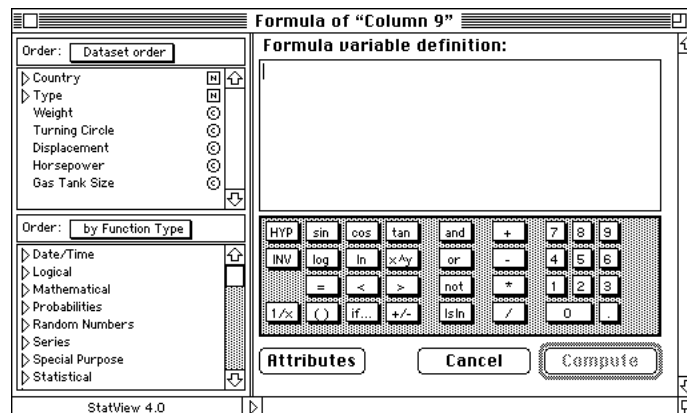 Formula of “Column 9”
Order: Dataset order
Country N
Type N
Weight C
Turning Circle C
Displacement C
Horsepower C
Gas Tank Size C
Order: by Function Type
Date/Time
Logical
Mathematical
Probabilities
Random Numbers
Series
Special Purpose
Statistical
StatView 4.0
Formula variable definition:
HYP sin cos tan and + 7 8 9
INV log ln x^y or - 4 5 6
= < > not * 1 2 3
1/x ( ) if... +/- IsIn / 0 .
Attributes Cancel Compute